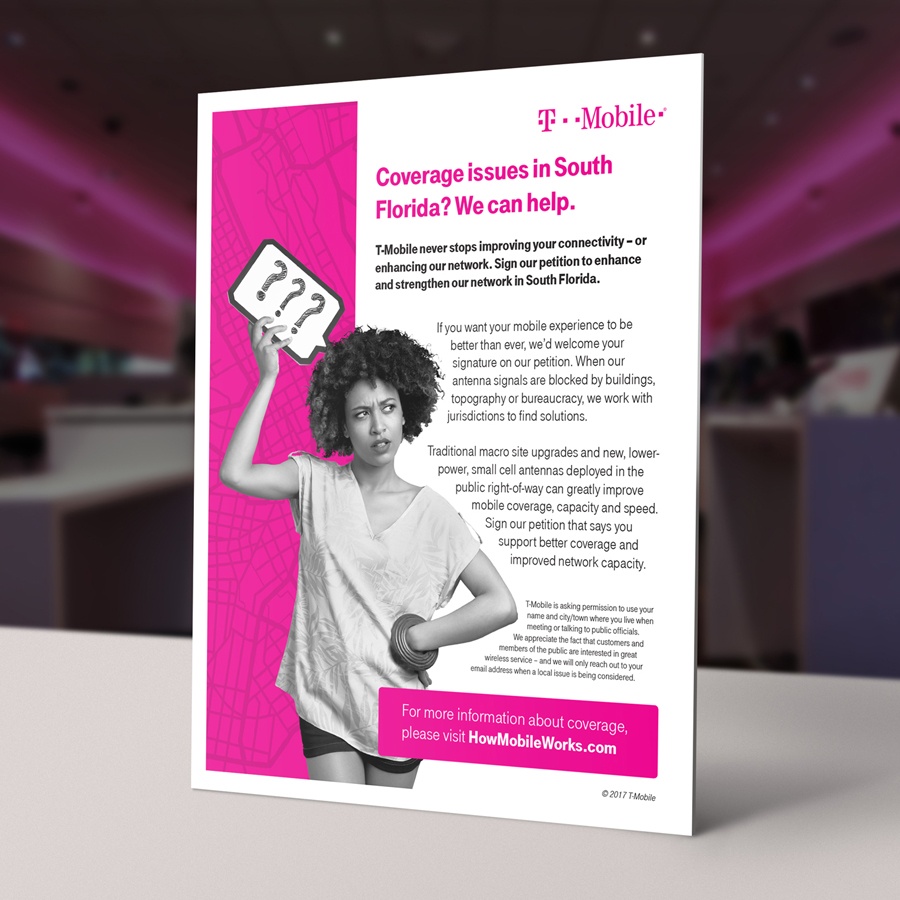 T··Mobile·®
Coverage issues in South
Florida? We can help.
T-Mobile never stops improving your connectivity – or
enhancing our network. Sign our petition to enhance
and strengthen our network in South Florida.
???
If you want your mobile experience to be
better than ever, we'd welcome your
signature on our petition. When our
antenna signals are blocked by buildings,
topography or bureaucracy, we work with
jurisdictions to find solutions.
Traditional macro site upgrades and new, lower-
power, small cell antennas deployed in the
public right-of-way can greatly improve
mobile coverage, capacity and speed.
Sign our petition that says you
support better coverage and
improved network capacity.
T-Mobile is asking permission to use your
name and city/town where you live when
meeting or talking to public officials.
We appreciate the fact that customers and
members of the public are interested in great
wireless service – and we will only reach out to your
email address when a local issue is being considered.
For more information about coverage,
please visit HowMobileWorks.com
© 2017 T-Mobile